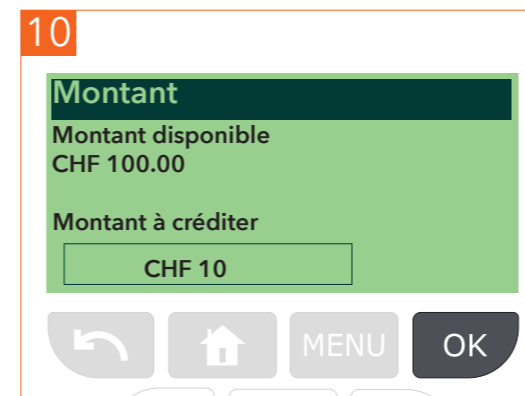 10
Montant
Montant disponible
CHF 100.00
Montant à créditer
CHF 10
MENU OK